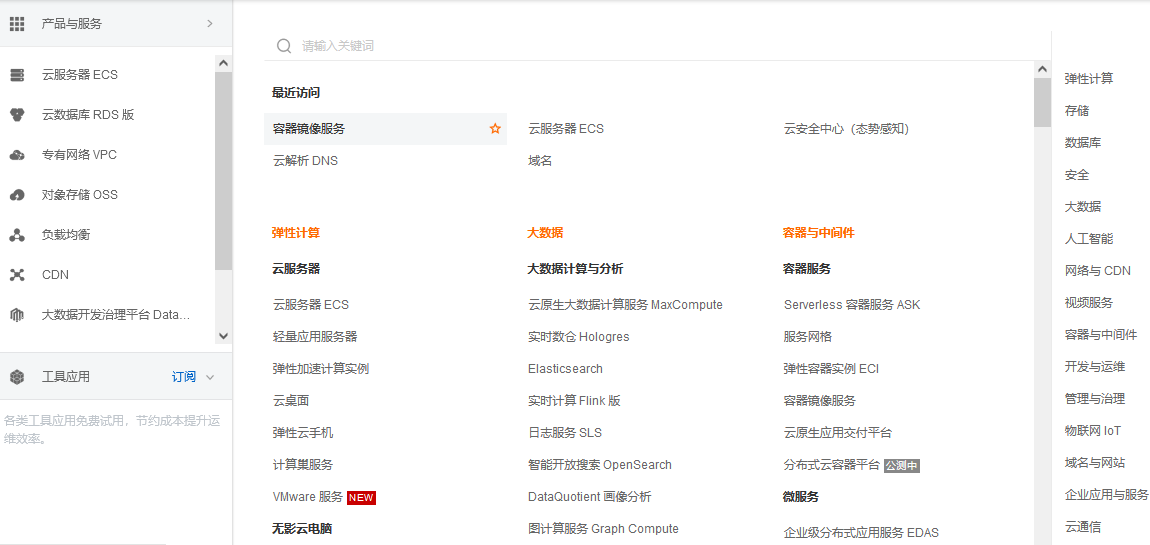 产品与服务
云服务器 ECS
云数据库 RDS 版
专有网络 VPC
对象存储 OSS
负载均衡
CDN
大数据开发治理平台 Data...
工具应用
订阅
各类工具应用免费试用，节约成本提升运
维效率。
请输入关键词
最近访问
容器镜像服务
云服务器 ECS
云安全中心（态势感知）
云解析 DNS
域名
弹性计算
云服务器
云服务器 ECS
轻量应用服务器
弹性加速计算实例
云桌面
弹性云手机
计算巢服务
VMware 服务 NEW
无影云电脑
大数据
大数据计算与分析
云原生大数据计算服务 MaxCompute
实时数仓 Hologres
Elasticsearch
实时计算 Flink 版
日志服务 SLS
智能开放搜索 OpenSearch
DataQuotient 画像分析
图计算服务 Graph Compute
容器与中间件
容器服务
Serverless 容器服务 ASK
服务网格
弹性容器实例 ECI
容器镜像服务
云原生应用交付平台
分布式云容器平台 公测中
微服务
企业级分布式应用服务 EDAS
弹性计算
存储
数据库
安全
大数据
人工智能
网络与 CDN
视频服务
容器与中间件
开发与运维
管理与治理
物联网 IoT
域名与网站
企业应用与服务
云通信